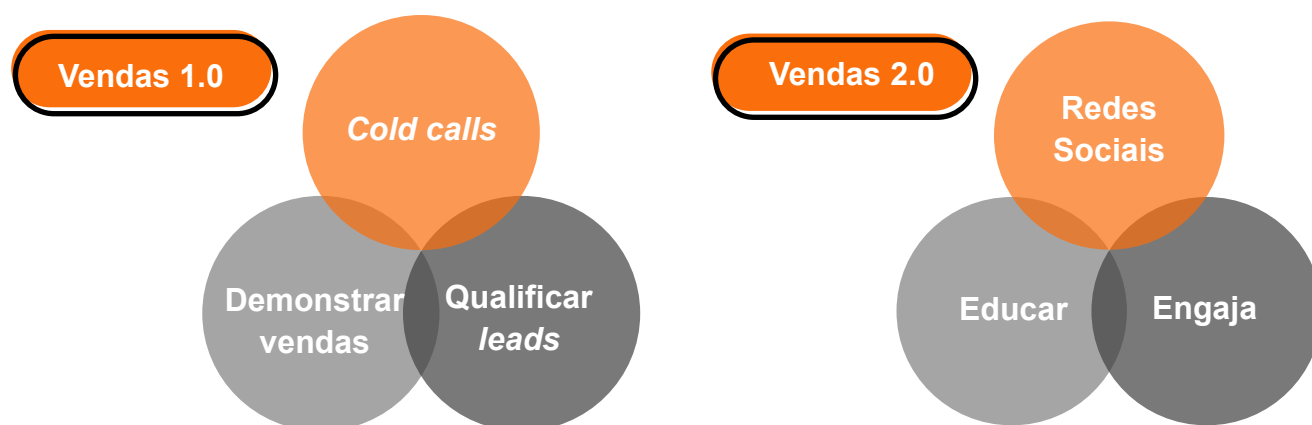 Vendas 1.0
Cold calls
Demonstrar
vendas
Qualificar
leads
Vendas 2.0
Redes
Sociais
Educar
Engaja